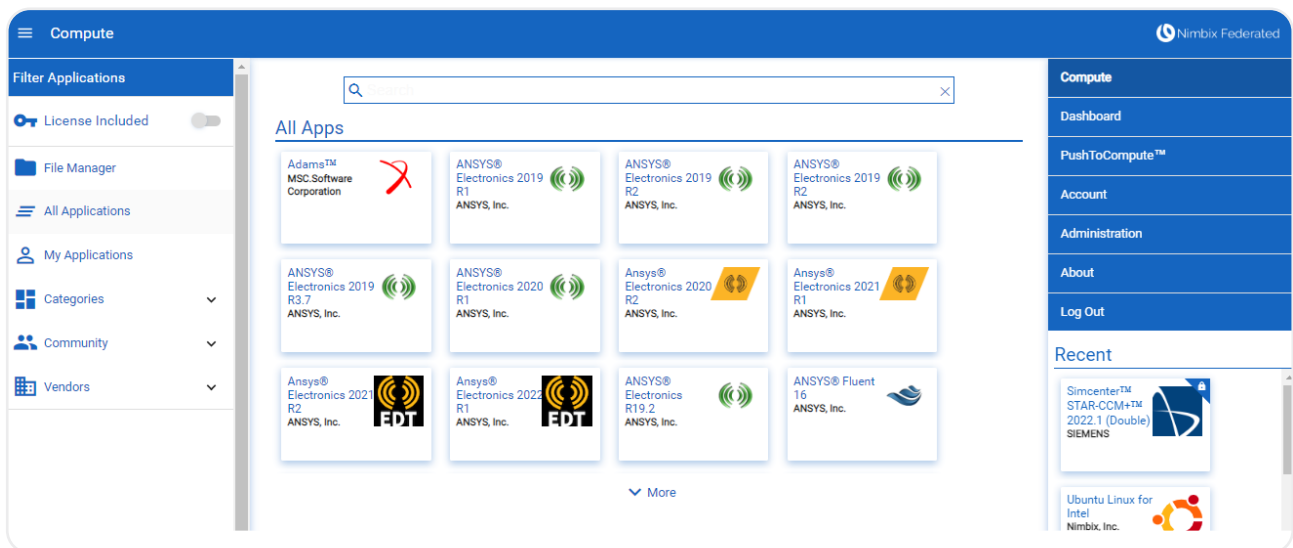 Compute
Nimbix Federated
Filter Applications
License Included
File Manager
All Applications
My Applications
Categories
Community
Vendors
Search
All Apps
Adams™
MSC.Software
Corporation
ANSYS®
Electronics 2019
R1
ANSYS, Inc.
ANSYS®
Electronics 2019
R2
ANSYS, Inc.
ANSYS®
Electronics 2019
R2
ANSYS, Inc.
ANSYS®
Electronics 2019
R3.7
ANSYS, Inc.
ANSYS®
Electronics 2020
R1
ANSYS, Inc.
Ansys®
Electronics 2020
R2
ANSYS, Inc.
Ansys®
Electronics 2021
R1
ANSYS, Inc.
Ansys®
Electronics 2021
R2
ANSYS, Inc.
EDT
Ansys®
Electronics 2022
R1
ANSYS, Inc.
EDT
ANSYS®
Electronics
R19.2
ANSYS, Inc.
ANSYS® Fluent
16
ANSYS, Inc.
More
Compute
Dashboard
PushToCompute™
Account
Administration
About
Log Out
Recent
Simcenter™
STAR-CCM+™
2022.1 (Double)
SIEMENS
Ubuntu Linux for
Intel
Nimbix, Inc.